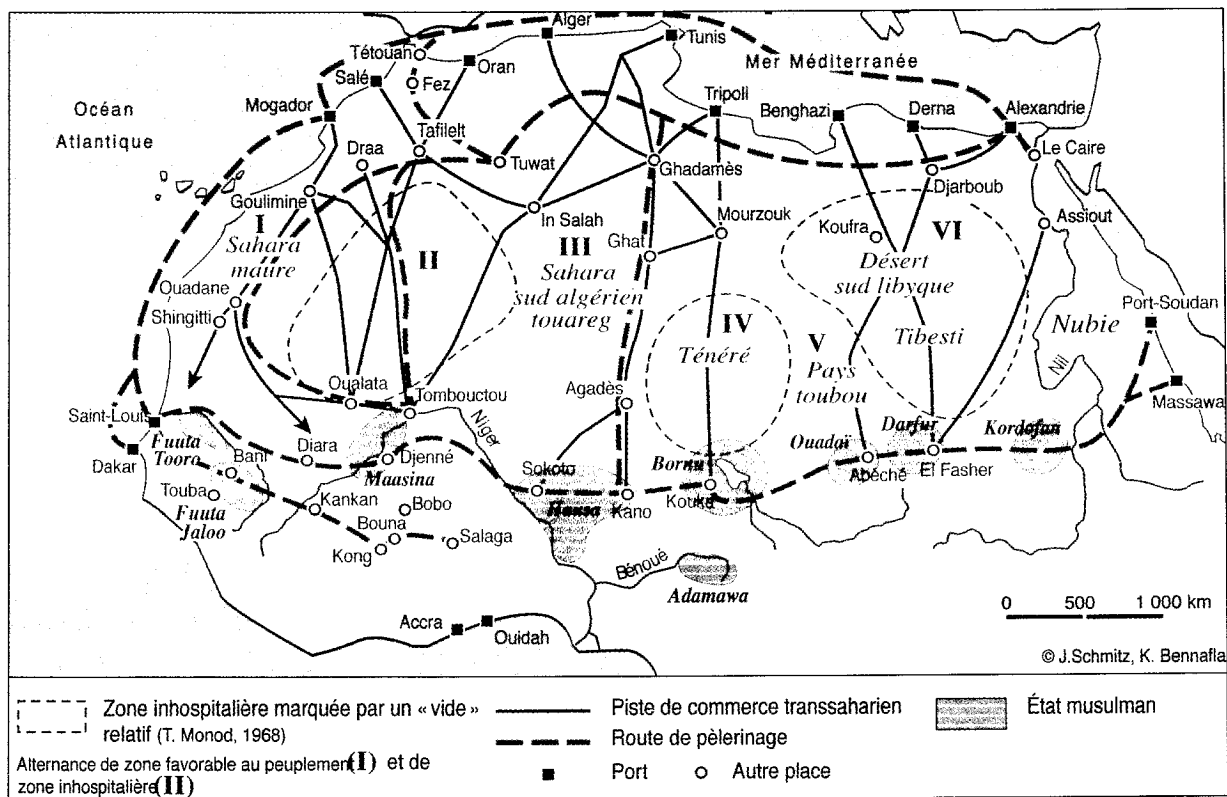 Alger
Tunis
Tétouan
Oran
Mer Méditerranée
Salé
Fez
Océan
Atlantique
Mogador
Tripoli
Benghazi
Derna
Alexandrie
Tafilelt
Draa
Tuwat
Ghadamès
Le Caire
Djarboub
Goulimine
In Salah
Mourzouk
Assiout
I
Sahara
maure
II
III
Sahara
sud algérien
touareg
Ghat
Koufra
VI
Désert
sud libyque
Ouadane
Shingitti
IV
Ténéré
V
Pays
toubou
Tibesti
Nubie
Port-Soudan
Nil
Oualata
Tombouctou
Agadès
Massawa
Saint-Louis
Fuuta
Tooro
Niger
Darfur
Kordofan
Diara
Djenné
Ouadaï
Dakar
Bani
Maasina
Sokoto
Bornu
Abéché
El Fasher
Touba
Kankan
Bobo
Hausa
Kano
Kouka
Fuuta
Jaloo
Bouna
Kong
Salaga
Bénoué
Adamawa
Accra
Ouidah
0 500 1 000 km
© J.Schmitz, K. Bennafla
Zone inhospitalière marquée par un « vide »
relatif (T. Monod, 1968)
Alternance de zone favorable au peuplement (I) et de
zone inhospitalière (II)
Piste de commerce transsaharien
Route de pèlerinage
Port
Autre place
État musulman